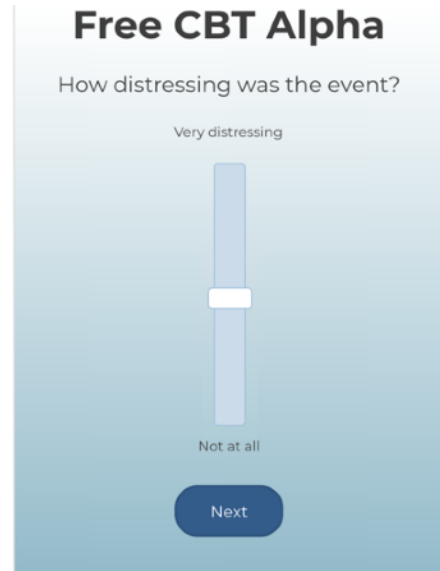 Free CBT Alpha
How distressing was the event?
Very distressing
Not at all
Next